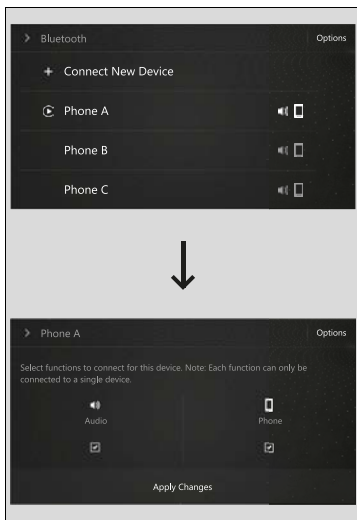 Bluetooth
Options
Connect New Device
Phone A
Phone B
Phone C
Phone A
Options
Select functions to connect for this device. Note: Each function can only be
connected to a single device.
Audio
Phone
Apply Changes